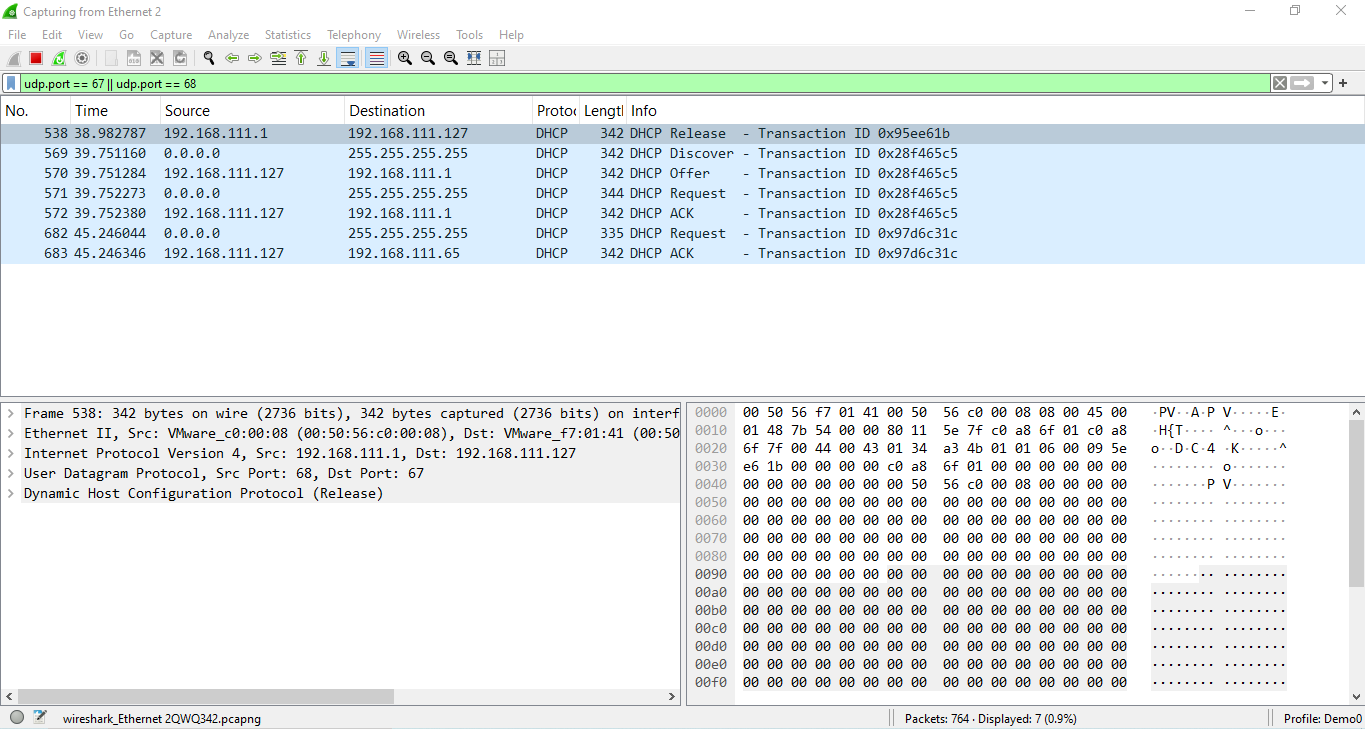 Capturing from Ethernet 2
File Edit View Go Capture Analyze Statistics Telephony Wireless Tools Help
udp.port == 67 || udp.port == 68
No. Time Source Destination Protoc Length Info
538 38.982787 192.168.111.1 192.168.111.127 DHCP 342 DHCP Release - Transaction ID 0x95ee61b
569 39.751160 0.0.0.0 255.255.255.255 DHCP 342 DHCP Discover - Transaction ID 0x28f465c5
570 39.751284 192.168.111.127 192.168.111.1 DHCP 342 DHCP Offer - Transaction ID 0x28f465c5
571 39.752273 0.0.0.0 255.255.255.255 DHCP 344 DHCP Request - Transaction ID 0x28f465c5
572 39.752380 192.168.111.127 192.168.111.1 DHCP 342 DHCP ACK - Transaction ID 0x28f465c5
682 45.246044 0.0.0.0 255.255.255.255 DHCP 335 DHCP Request - Transaction ID 0x97d6c31c
683 45.246346 192.168.111.127 192.168.111.65 DHCP 342 DHCP ACK - Transaction ID 0x97d6c31c
Frame 538: 342 bytes on wire (2736 bits), 342 bytes captured (2736 bits) on interf
Ethernet II, Src: VMware_c0:00:08 (00:50:56:c0:00:08), Dst: VMware_f7:01:41 (00:50
Internet Protocol Version 4, Src: 192.168.111.1, Dst: 192.168.111.127
User Datagram Protocol, Src Port: 68, Dst Port: 67
Dynamic Host Configuration Protocol (Release)
0000 00 50 56 f7 01 41 00 50 56 c0 00 08 08 00 45 00 ·PV··A·P V·····E·
0010 01 48 7b 54 00 00 80 11 5e 7f c0 a8 6f 01 c0 a8 ·H{T···· ^···o···
0020 6f 7f 00 44 00 43 01 34 a3 4b 01 01 06 00 09 5e o··D·C·4 ·K·····^
0030 e6 1b 00 00 00 00 c0 a8 6f 01 00 00 00 00 00 00 ········ o·······
0040 00 00 00 00 00 00 00 50 56 c0 00 08 00 00 00 00 ·······P V·······
0050 00 00 00 00 00 00 00 00 00 00 00 00 00 00 00 00 ········ ········
0060 00 00 00 00 00 00 00 00 00 00 00 00 00 00 00 00 ········ ········
0070 00 00 00 00 00 00 00 00 00 00 00 00 00 00 00 00 ········ ········
0080 00 00 00 00 00 00 00 00 00 00 00 00 00 00 00 00 ········ ········
0090 00 00 00 00 00 00 00 00 00 00 00 00 00 00 00 00 ········ ········
00a0 00 00 00 00 00 00 00 00 00 00 00 00 00 00 00 00 ········ ········
00b0 00 00 00 00 00 00 00 00 00 00 00 00 00 00 00 00 ········ ········
00c0 00 00 00 00 00 00 00 00 00 00 00 00 00 00 00 00 ········ ········
00d0 00 00 00 00 00 00 00 00 00 00 00 00 00 00 00 00 ········ ········
00e0 00 00 00 00 00 00 00 00 00 00 00 00 00 00 00 00 ········ ········
00f0 00 00 00 00 00 00 00 00 00 00 00 00 00 00 00 00 ········ ········
wireshark_Ethernet 2QWQ342.pcapng
Packets: 764 · Displayed: 7 (0.9%)
Profile: Demo0